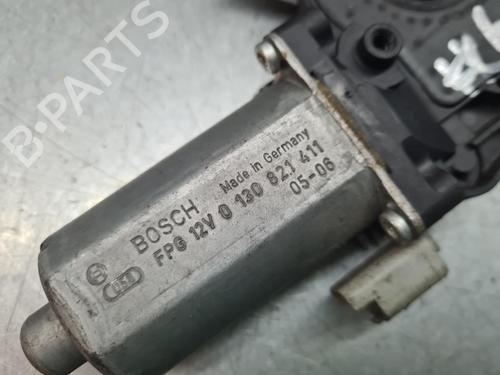 B-PARTS
Made in Germany
BOSCH
FPG 12V 0 130 821 411
05-06